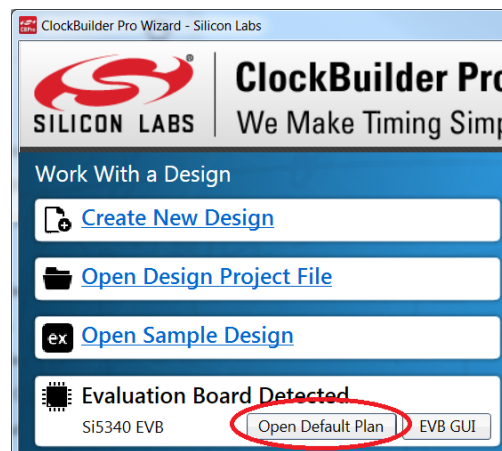 ClockBuilder Pro Wizard - Silicon Labs
SILICON LABS
ClockBuilder Pro
We Make Timing Simp
Work With a Design
Create New Design
Open Design Project File
ex Open Sample Design
Evaluation Board Detected
Si5340 EVB Open Default Plan EVB GUI